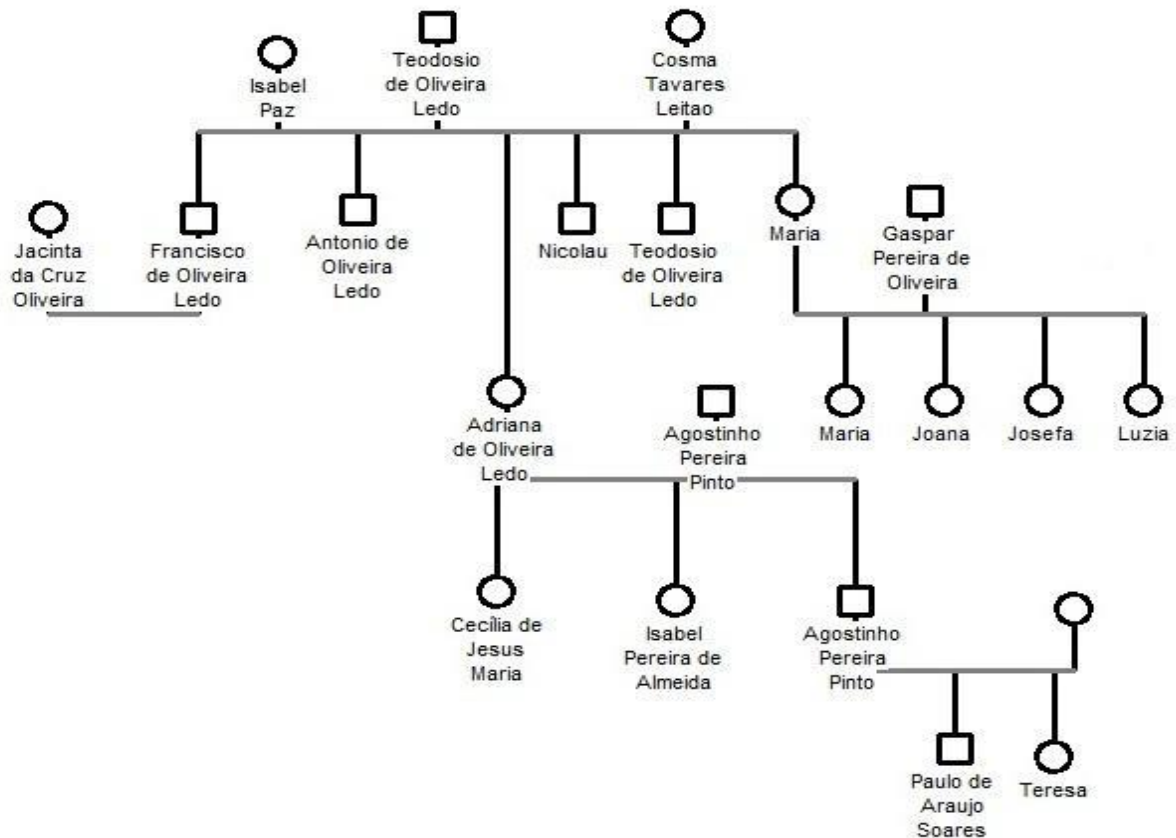 Isabel
Paz
Teodosio
de Oliveira
Ledo
Cosma
Tavares
Leitao
Jacinta
da Cruz
Oliveira
Francisco
de Oliveira
Ledo
Antonio de
Oliveira
Ledo
Nicolau
Teodosio
de Oliveira
Ledo
Maria
Gaspar
Pereira de
Oliveira
Adriana
de Oliveira
Ledo
Agostinho
Pereira
Pinto
Maria
Joana
Josefa
Luzia
Cecília de
Jesus
Maria
Isabel
Pereira de
Almeida
Agostinho
Pereira
Pinto
Paulo de
Araujo
Soares
Teresa